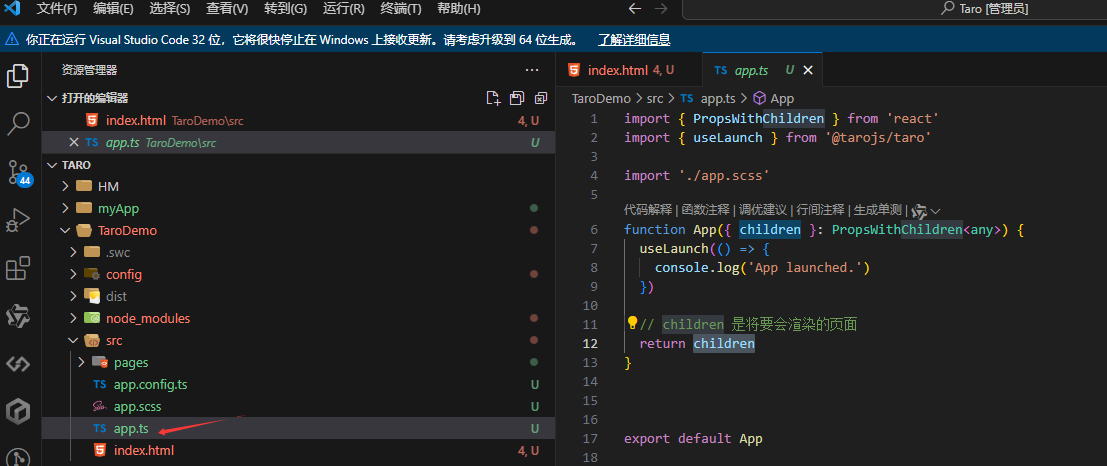 文件(F) 编辑(E) 选择(S) 查看(V) 转到(G) 运行(R) 终端(T) 帮助(H) Taro [管理员]
你正在运行 Visual Studio Code 32 位，它将很快停止在 Windows 上接收更新。请考虑升级到 64 位生成。 了解详细信息
资源管理器
打开的编辑器
index.html TaroDemo\src 4, U
TS app.ts TaroDemo\src U
TARO
HM
myApp
TaroDemo
.swc
config
dist
node_modules
src
pages
TS app.config.ts U
app.scss U
TS app.ts U
index.html 4, U
44
index.html 4, U
TS app.ts U
TaroDemo > src > TS app.ts > App
1 import { PropsWithChildren } from 'react'
2 import { useLaunch } from '@tarojs/taro'
3
4 import './app.scss'
5
代码解释 | 函数注释 | 调优建议 | 行间注释 | 生成单测 |
6 function App({ children }: PropsWithChildren<any>) {
7 useLaunch(() => {
8 console.log('App launched.')
9 })
10
11 // children 是将要会渲染的页面
12 return children
13 }
14
15
16
17 export default App
18